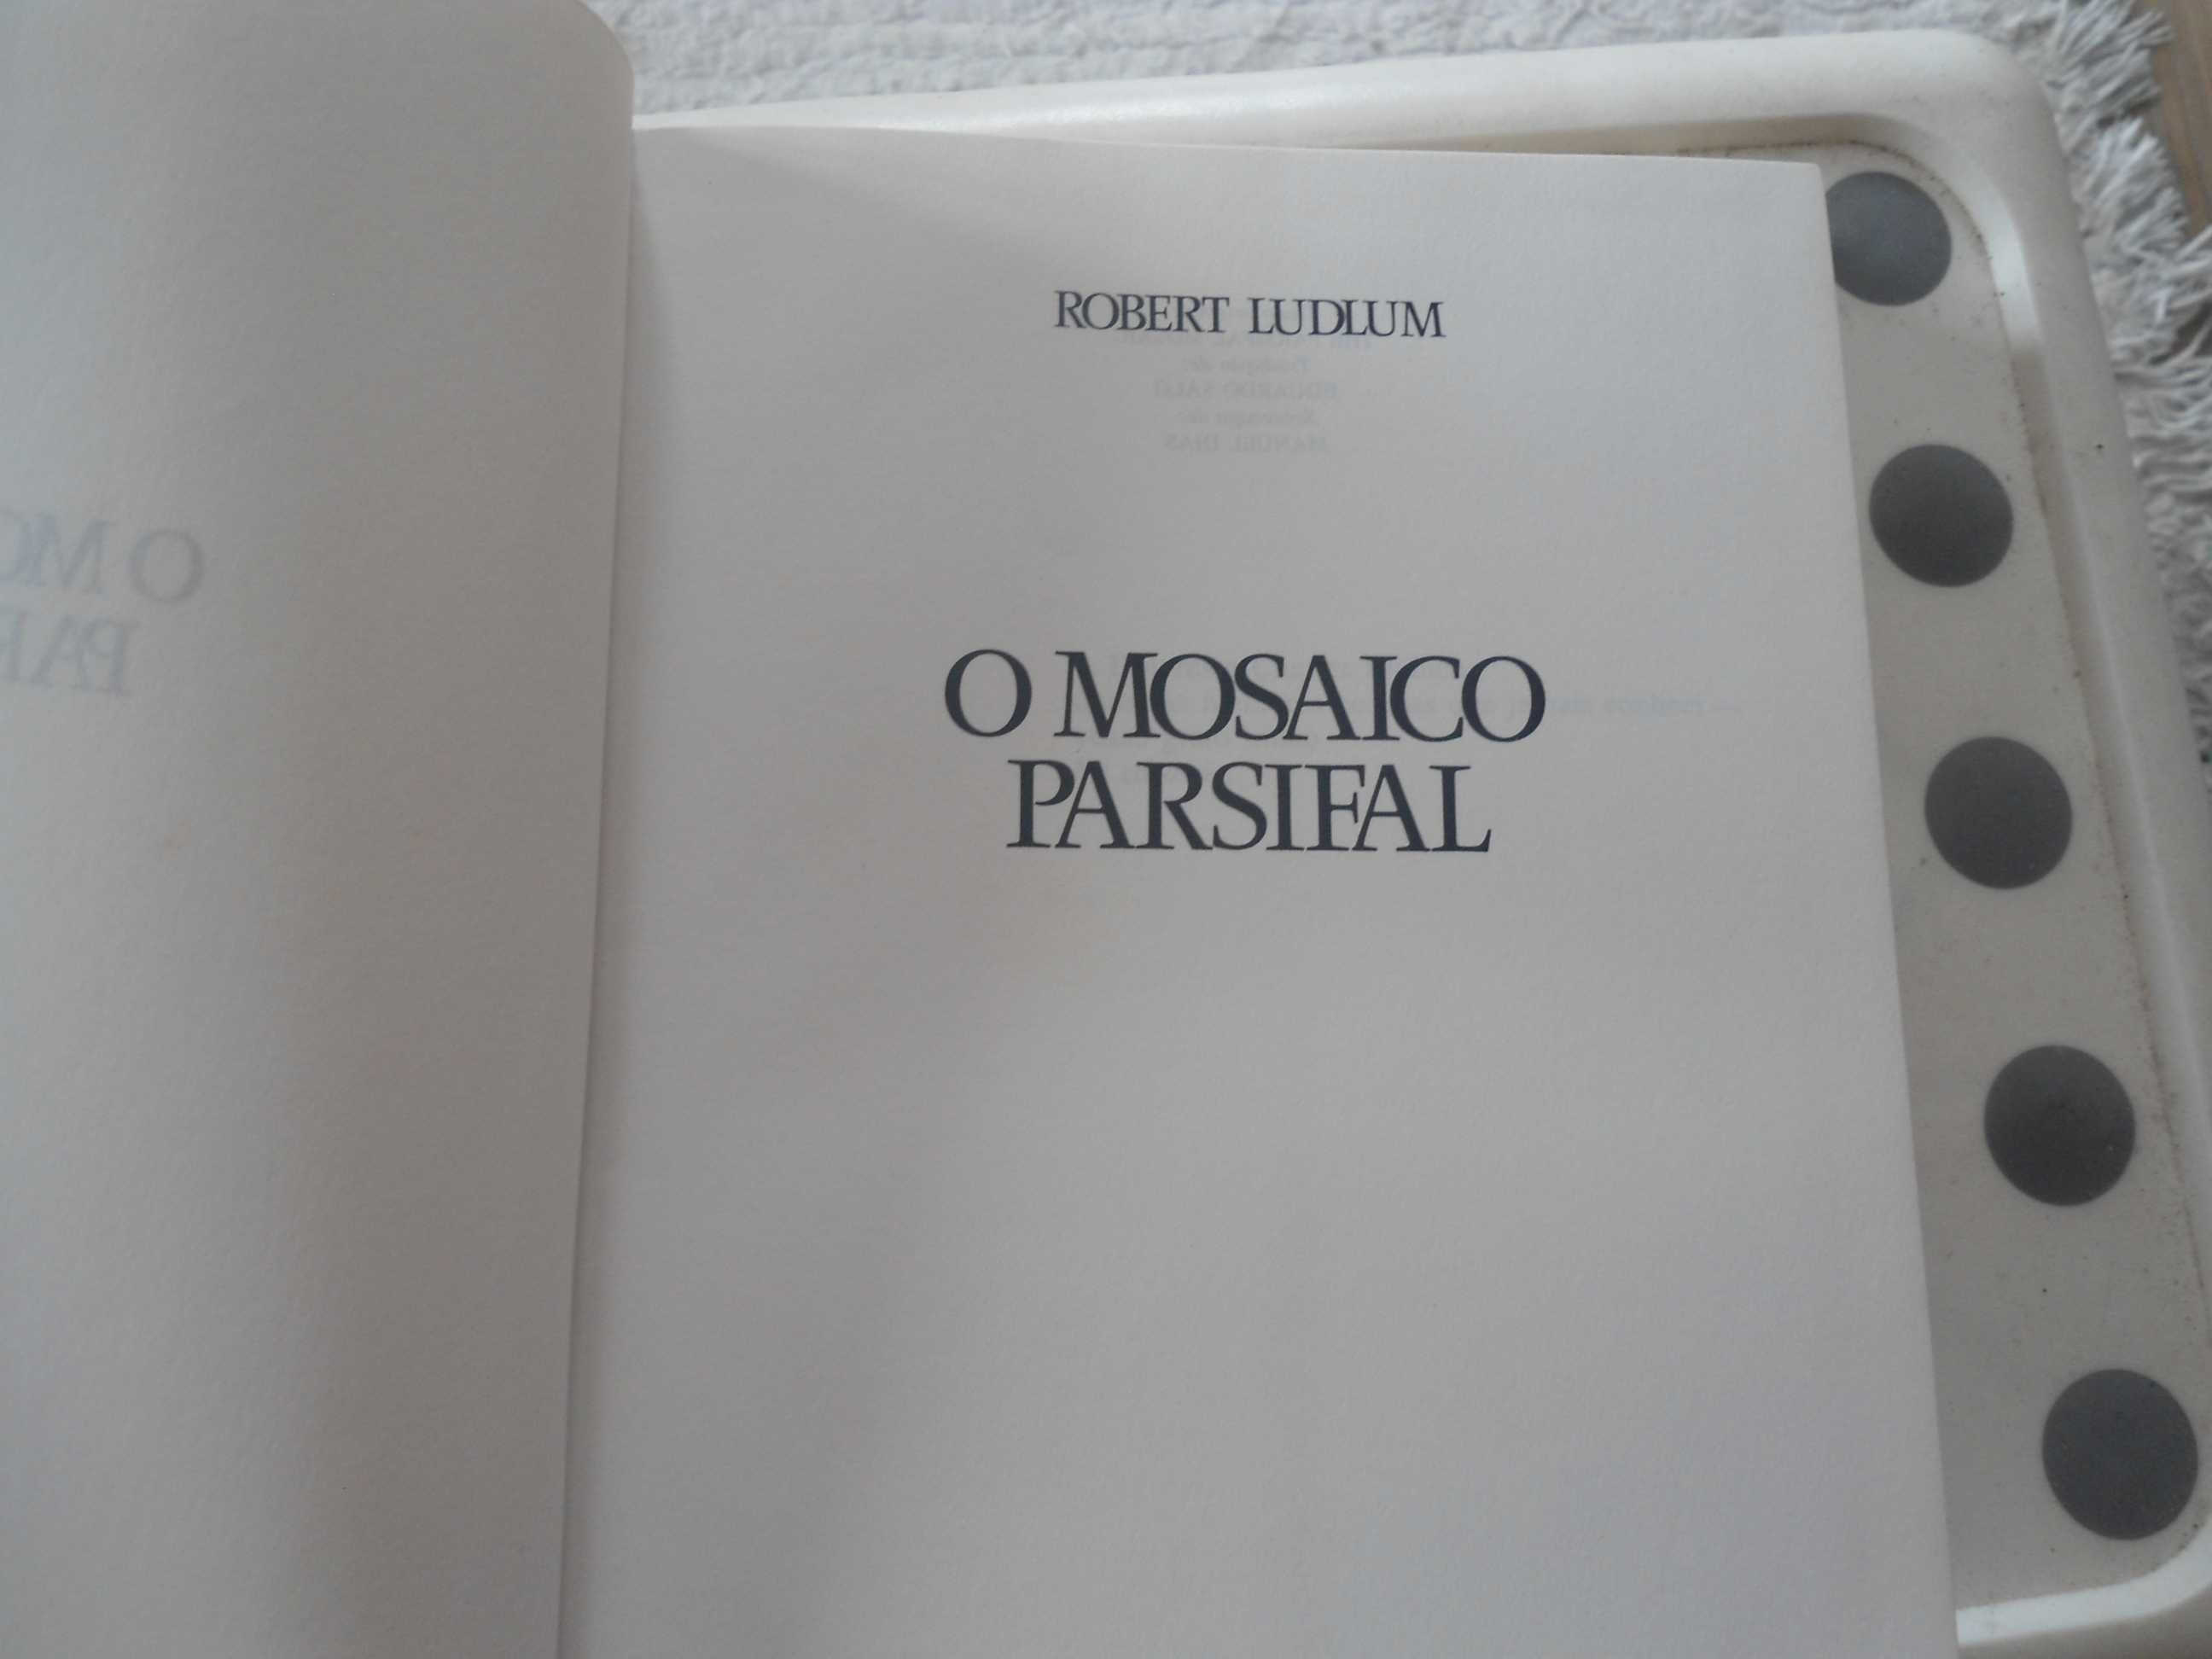 ROBERT LUDLUM
O MOSAICO
PARSIFAL